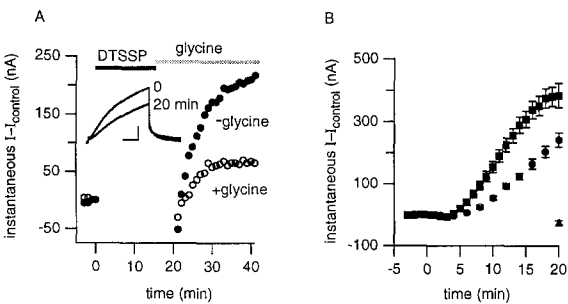 A
glycine
DTSSP
0
20 min
-glycine
+glycine
250
150
50
-50
instantaneous I-Icontrol (nA)
0
10
20
30
40
time (min)
B
500
300
100
-100
instantaneous I-Icontrol (nA)
-5
0
5
10
15
20
time (min)